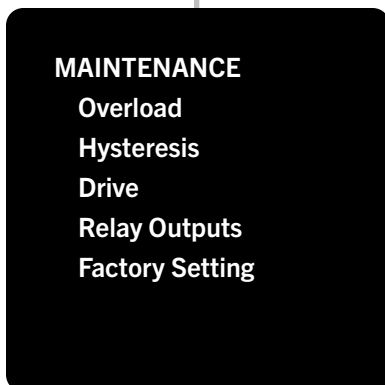 MAINTENANCE
Overload
Hysteresis
Drive
Relay Outputs
Factory Setting